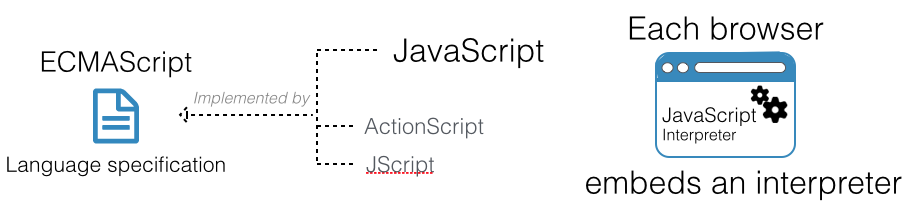 ECMAScript
Language specification
Implemented by
JavaScript
ActionScript
JScript
Each browser
JavaScript
Interpreter
embeds an interpreter